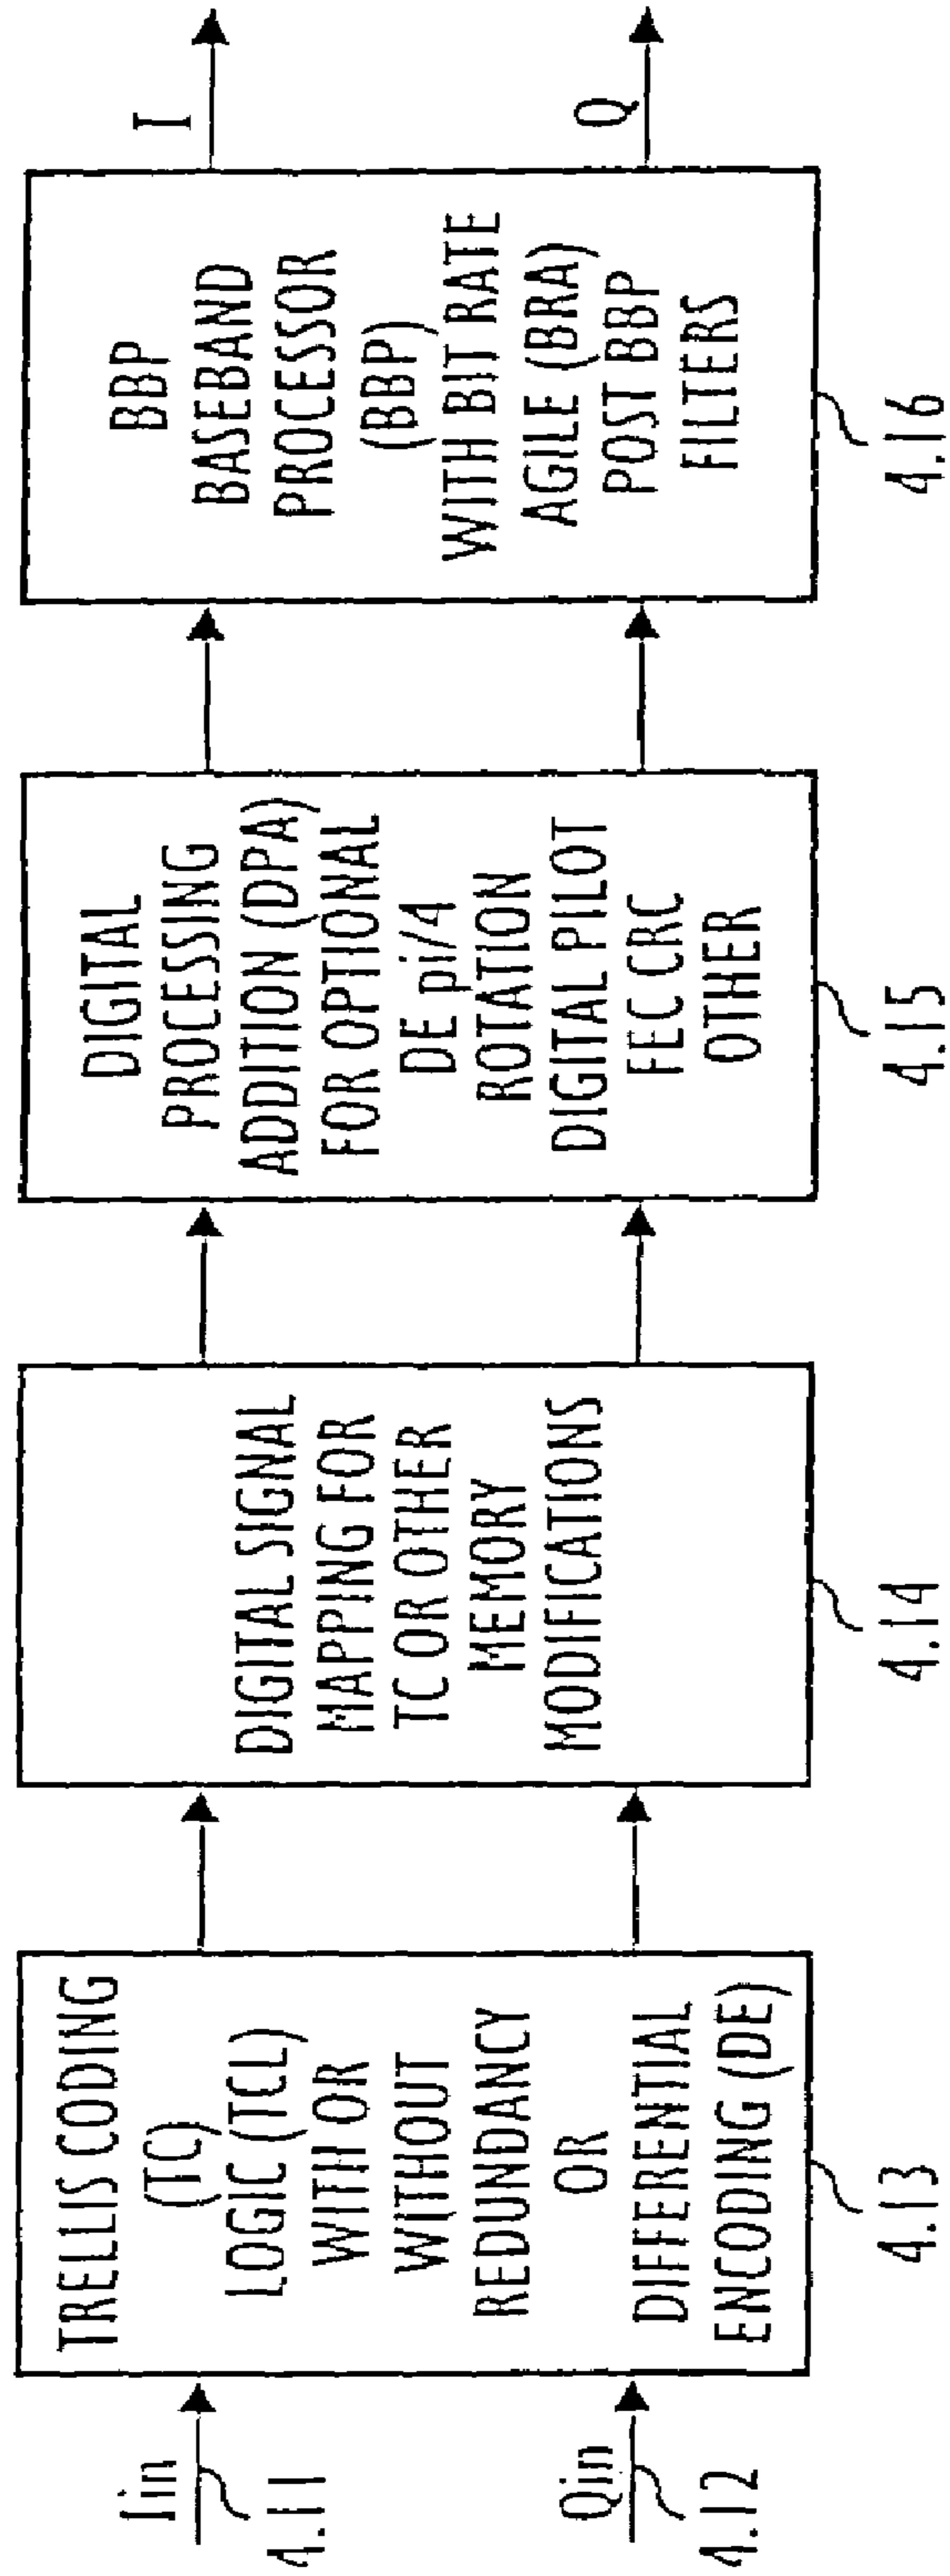 Iin
4.11
Qin
4.12
TRELLIS CODING
(TC)
LOGIC (TCL)
WITH OR
WITHOUT
REDUNDANCY
OR
DIFFERENTIAL
ENCODING (DE)
4.13
DIGITAL SIGNAL
MAPPING FOR
TC OR OTHER
MEMORY
MODIFICATIONS
4.14
DIGITAL
PROCESSING
ADDITION (DPA)
FOR OPTIONAL
DE pi/4
ROTATION
DIGITAL PILOT
FEC CRC
OTHER
4.15
BBP
BASEBAND
PROCESSOR
(BBP)
WITH BIT RATE
AGILE (BRA)
POST BBP
FILTERS
4.16
I
Q